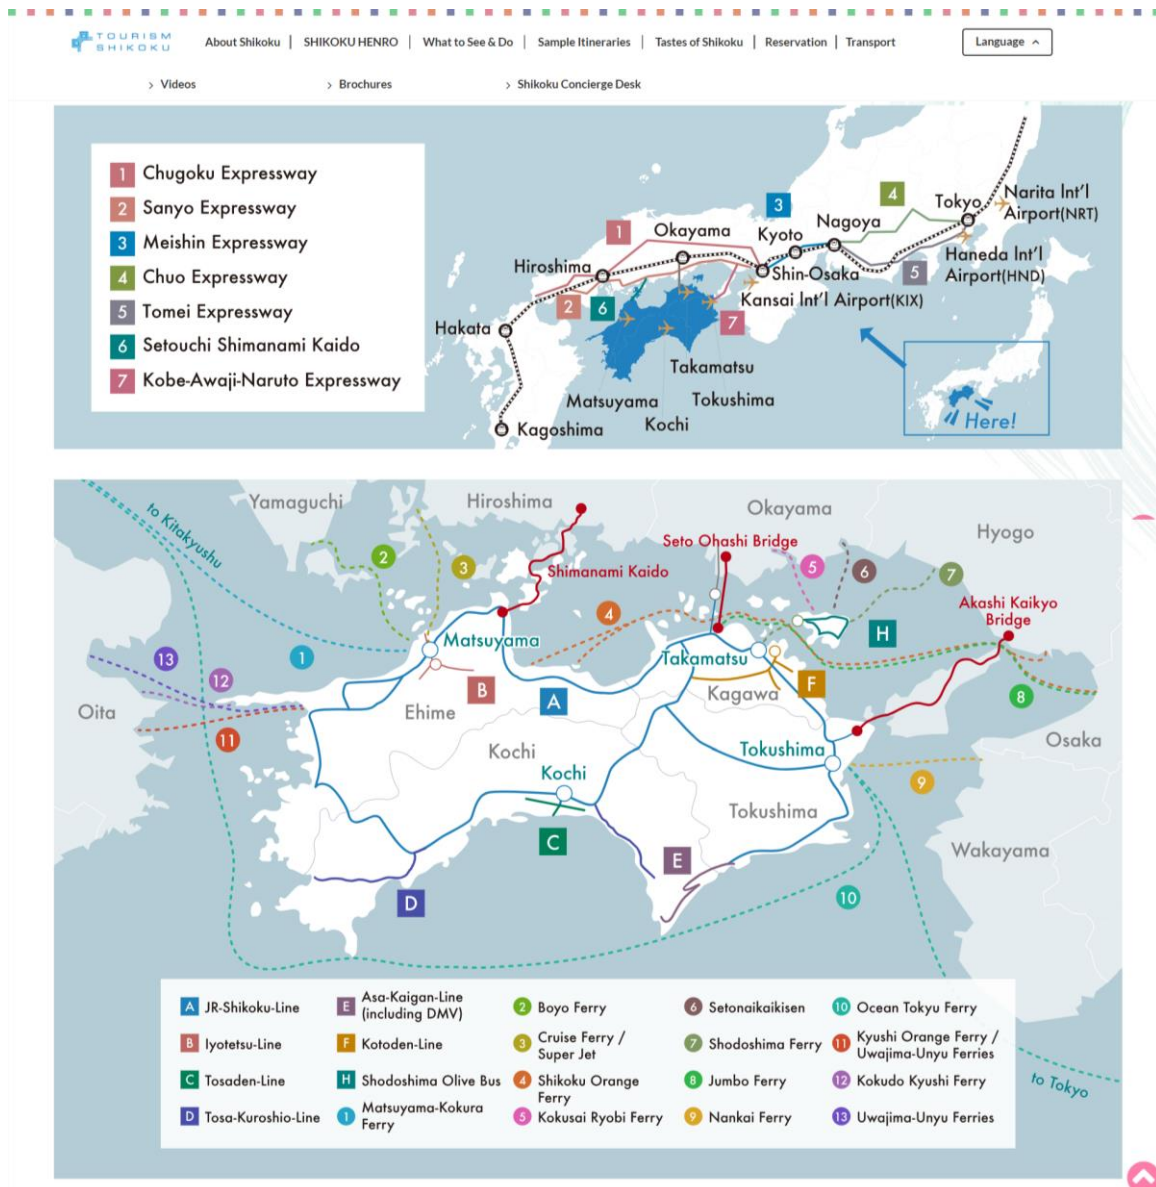 TOURISM
SHIKOKU
About Shikoku | SHIKOKU HENRO | What to See & Do | Sample Itineraries | Tastes of Shikoku | Reservation | Transport
Language
Videos
Brochures
Shikoku Concierge Desk
1 Chugoku Expressway
2 Sanyo Expressway
3 Meishin Expressway
4 Chuo Expressway
5 Tomei Expressway
6 Setouchi Shimanami Kaido
7 Kobe-Awaji-Naruto Expressway
1
2
3
4
5
6
7
Tokyo
Narita Int'l
Airport(NRT)
Haneda Int'l
Airport(HND)
Nagoya
Kyoto
Okayama
Shin-Osaka
Kansai Int'l Airport(KIX)
Hiroshima
Hakata
Kagoshima
Takamatsu
Matsuyama
Tokushima
Kochi
Here!
Yamaguchi
Hiroshima
Okayama
Hyogo
to Kitakyushu
Seto Ohashi Bridge
Shimanami Kaido
Akashi Kaikyo
Bridge
2
3
4
5
6
7
H
Matsuyama
Takamatsu
13
12
1
B
A
F
Kagawa
8
Oita
Ehime
11
Kochi
Tokushima
Osaka
Kochi
9
Tokushima
C
E
Wakayama
D
10
A JR-Shikoku-Line
B Iyotetsu-Line
C Tosaden-Line
D Tosa-Kuroshio-Line
E Asa-Kaigan-Line
(including DMV)
F Kotoden-Line
H Shodoshima Olive Bus
1 Matsuyama-Kokura
Ferry
2 Boyo Ferry
3 Cruise Ferry /
Super Jet
4 Shikoku Orange
Ferry
5 Kokusai Ryobi Ferry
6 Setonaikaikisen
7 Shodoshima Ferry
8 Jumbo Ferry
9 Nankai Ferry
10 Ocean Tokyu Ferry
11 Kyushi Orange Ferry /
Uwajima-Unyu Ferries
12 Kokudo Kyushi Ferry
13 Uwajima-Unyu Ferries
to Tokyo